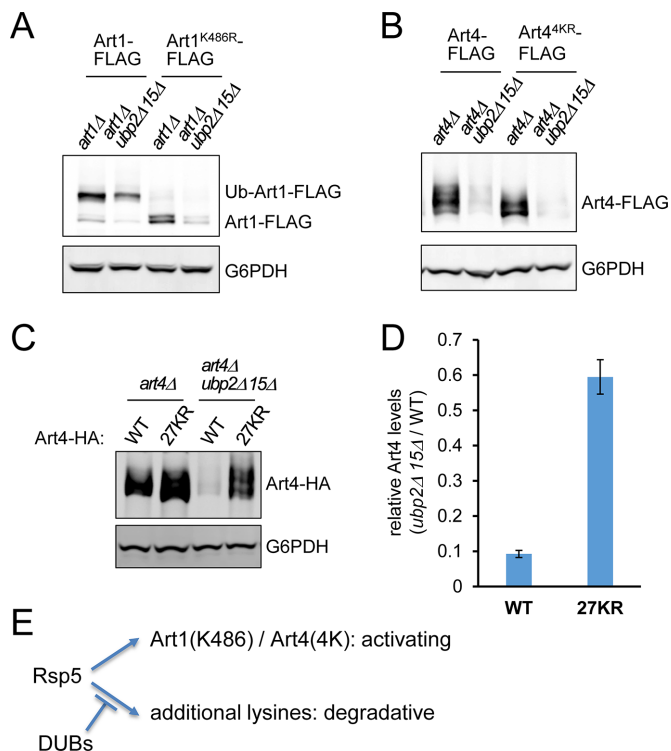 A
Art1-
FLAG
Art1K486R-
FLAG
art1Δ
art1Δ
ubp2Δ15Δ
art1Δ
art1Δ
ubp2Δ15Δ
Ub-Art1-FLAG
Art1-FLAG
G6PDH
B
Art4-
FLAG
Art44KR-
FLAG
art4Δ
art4Δ
ubp2Δ15Δ
art4Δ
art4Δ
ubp2Δ15Δ
Art4-FLAG
G6PDH
C
art4Δ
art4Δ
ubp2Δ15Δ
Art4-HA:
WT
27KR
WT
27KR
Art4-HA
G6PDH
D
relative Art4 levels
(ubp2Δ 15Δ / WT)
0.7
0.6
0.5
0.4
0.3
0.2
0.1
0
WT
27KR
E
Rsp5
DUBs
Art1(K486) / Art4(4K): activating
additional lysines: degradative